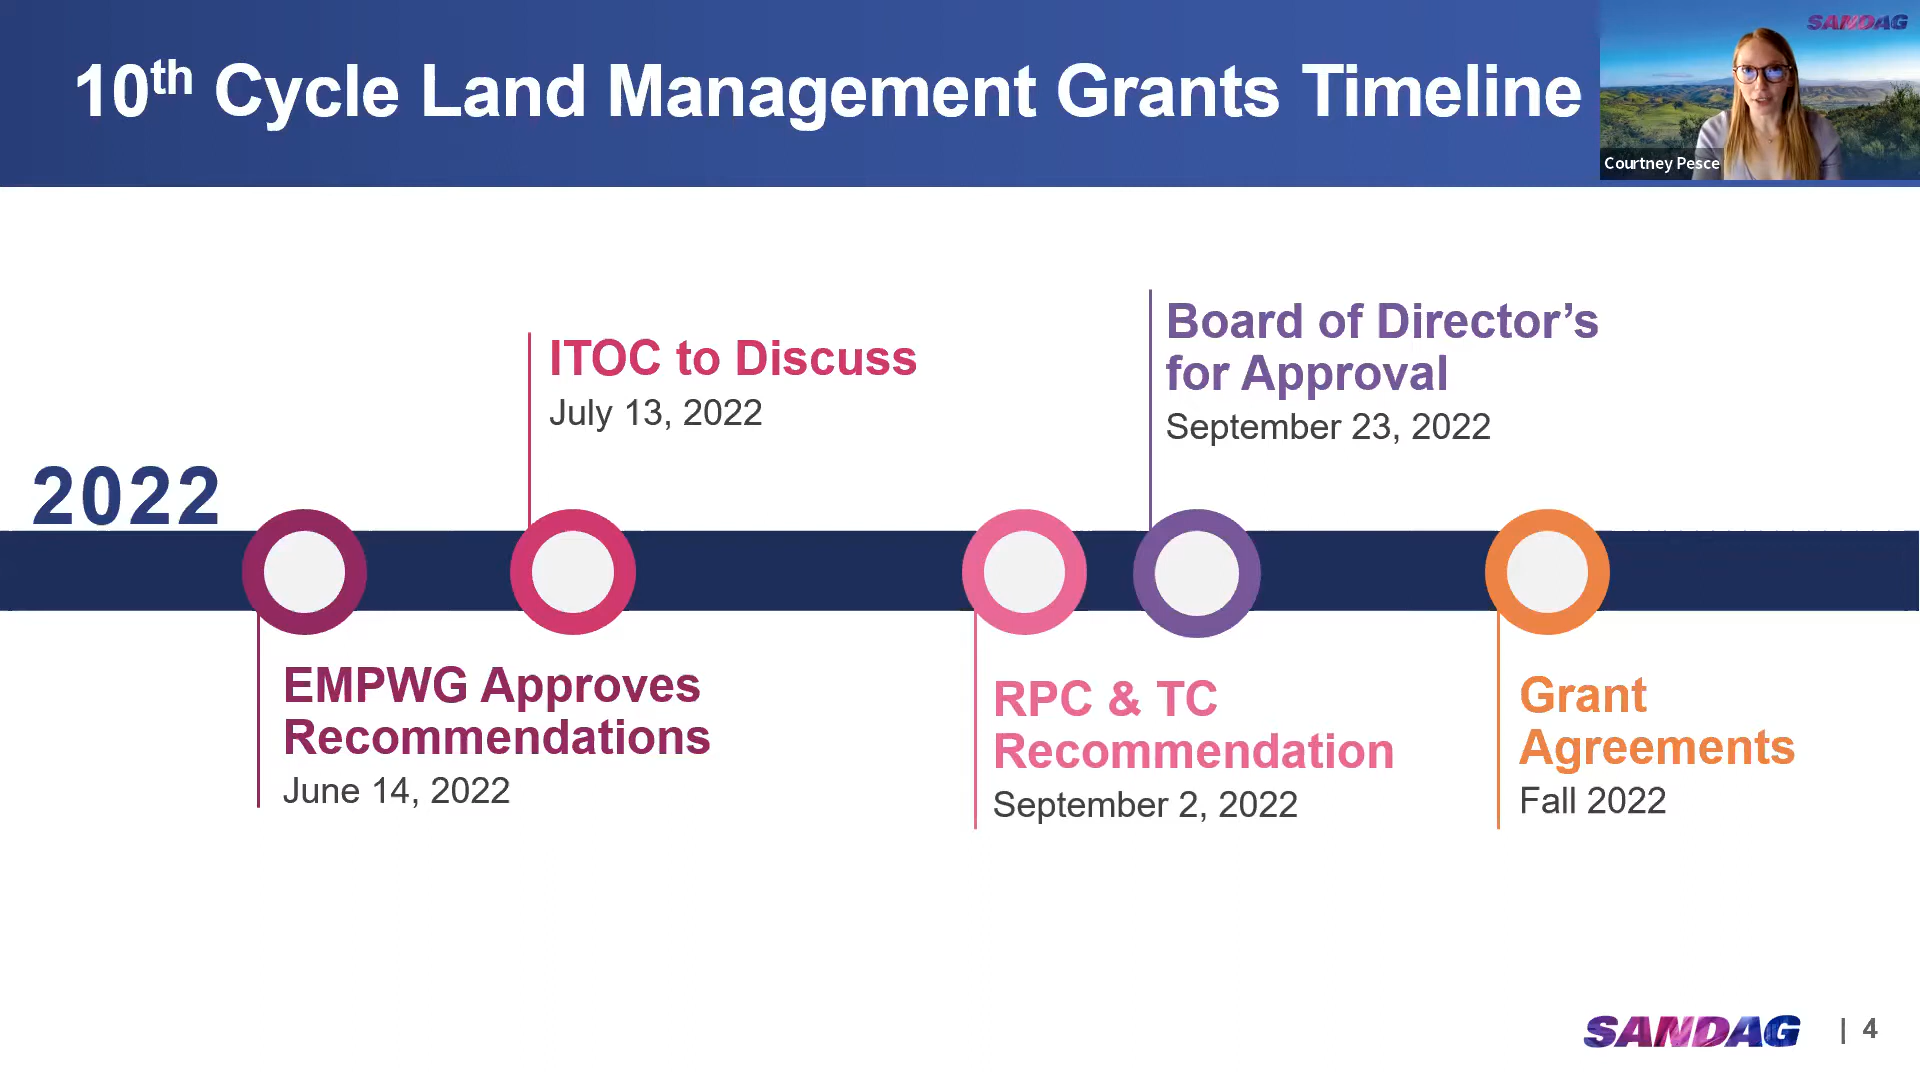 10th Cycle Land Management Grants Timeline
SANDAG
Courtney Pesce
2022
ITOC to Discuss
July 13, 2022
Board of Director’s
for Approval
September 23, 2022
EMPWG Approves
Recommendations
June 14, 2022
RPC & TC
Recommendation
September 2, 2022
Grant
Agreements
Fall 2022
SANDAG | 4